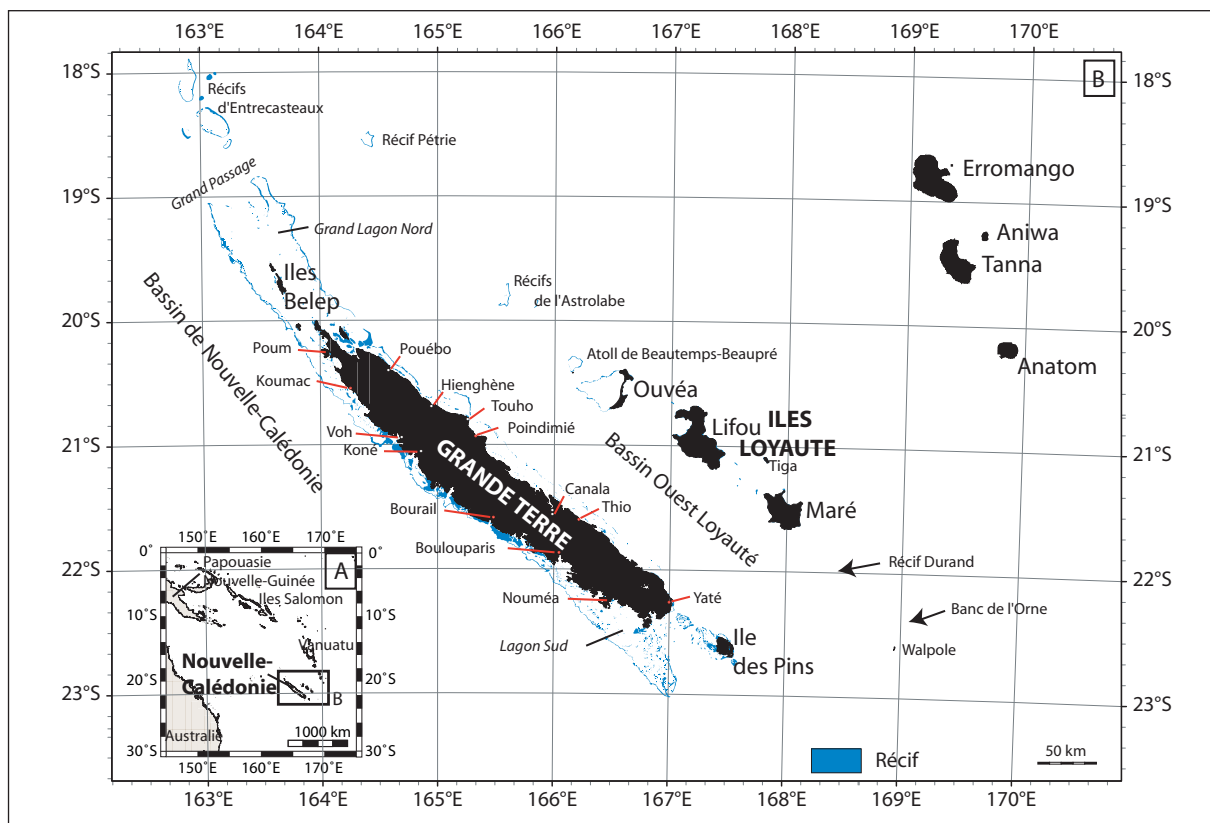 163°E 164°E 165°E 166°E 167°E 168°E 169°E 170°E
18°S
18°S
B
Récifs
d'Entrecasteaux
Récif Pétrie
Grand Passage
Erromango
19°S
19°S
Grand Lagon Nord
Aniwa
Tanna
Iles
Belep
Récifs
de l'Astrolabe
Bassin de Nouvelle-Calédonie
20°S
20°S
Poum
Pouébo
Atoll de Beautemps-Beaupré
Anatom
Koumac
Hienghène
Ouvéa
Touho
Poindimié
Lifou
ILES
LOYAUTE
Voh
21°S
21°S
Koné
Tiga
GRANDE TERRE
Bassin Ouest Loyauté
Canala
Thio
Maré
Bourail
Boulouparis
22°S
22°S
Récif Durand
Nouméa
Yaté
Banc de l'Orne
Lagon Sud
Ile
des Pins
Walpole
23°S
23°S
150°E 160°E 170°E
0°
0°
A
Papouasie
Nouvelle-Guinée
Iles Salomon
10°S
10°S
Vanuatu
Nouvelle-
Calédonie
20°S
20°S
B
Australie
1000 km
30°S
30°S
150°E 160°E 170°E
Récif
50 km
163°E 164°E 165°E 166°E 167°E 168°E 169°E 170°E